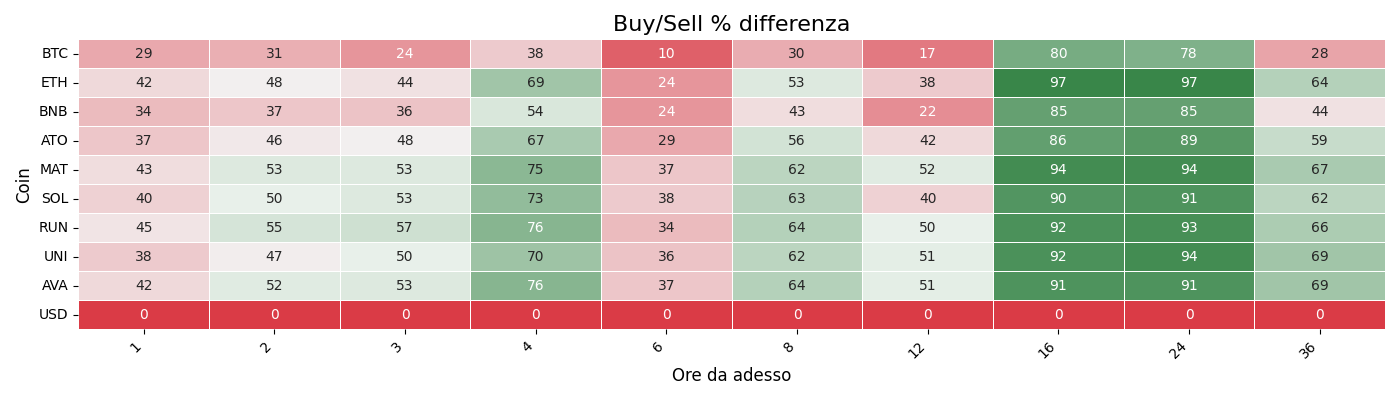 Buy/Sell % differenza
Coin
BTC 29 31 24 38 10 30 17 80 78 28
ETH 42 48 44 69 24 53 38 97 97 64
BNB 34 37 36 54 24 43 22 85 85 44
ATO 37 46 48 67 29 56 42 86 89 59
MAT 43 53 53 75 37 62 52 94 94 67
SOL 40 50 53 73 38 63 40 90 91 62
RUN 45 55 57 76 34 64 50 92 93 66
UNI 38 47 50 70 36 62 51 92 94 69
AVA 42 52 53 76 37 64 51 91 91 69
USD 0 0 0 0 0 0 0 0 0 0
1 2 3 4 6 8 12 16 24 36
Ore da adesso